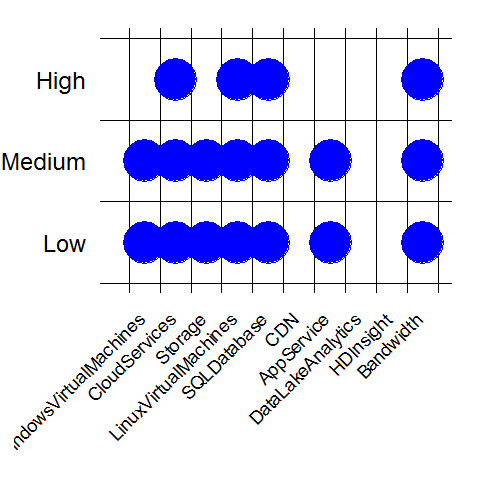 High
Medium
Low
ndowsVirtualMachines
CloudServices
Storage
LinuxVirtualMachines
SQLDatabase
CDN
AppService
DataLakeAnalytics
HDInsight
Bandwidth